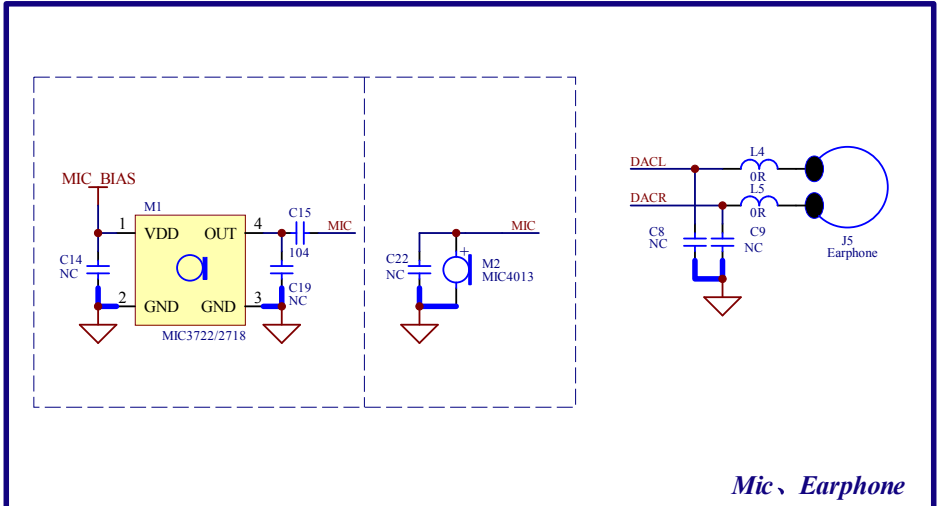 MIC_BIAS
M1
1
VDD
OUT
4
C15
MIC
104
C14
NC
C19
NC
2
GND
GND
3
MIC3722/2718
MIC
C22
NC
+
M2
MIC4013
DACL
L4
0R
DACR
L5
0R
C8
NC
C9
NC
J5
Earphone
Mic、Earphone